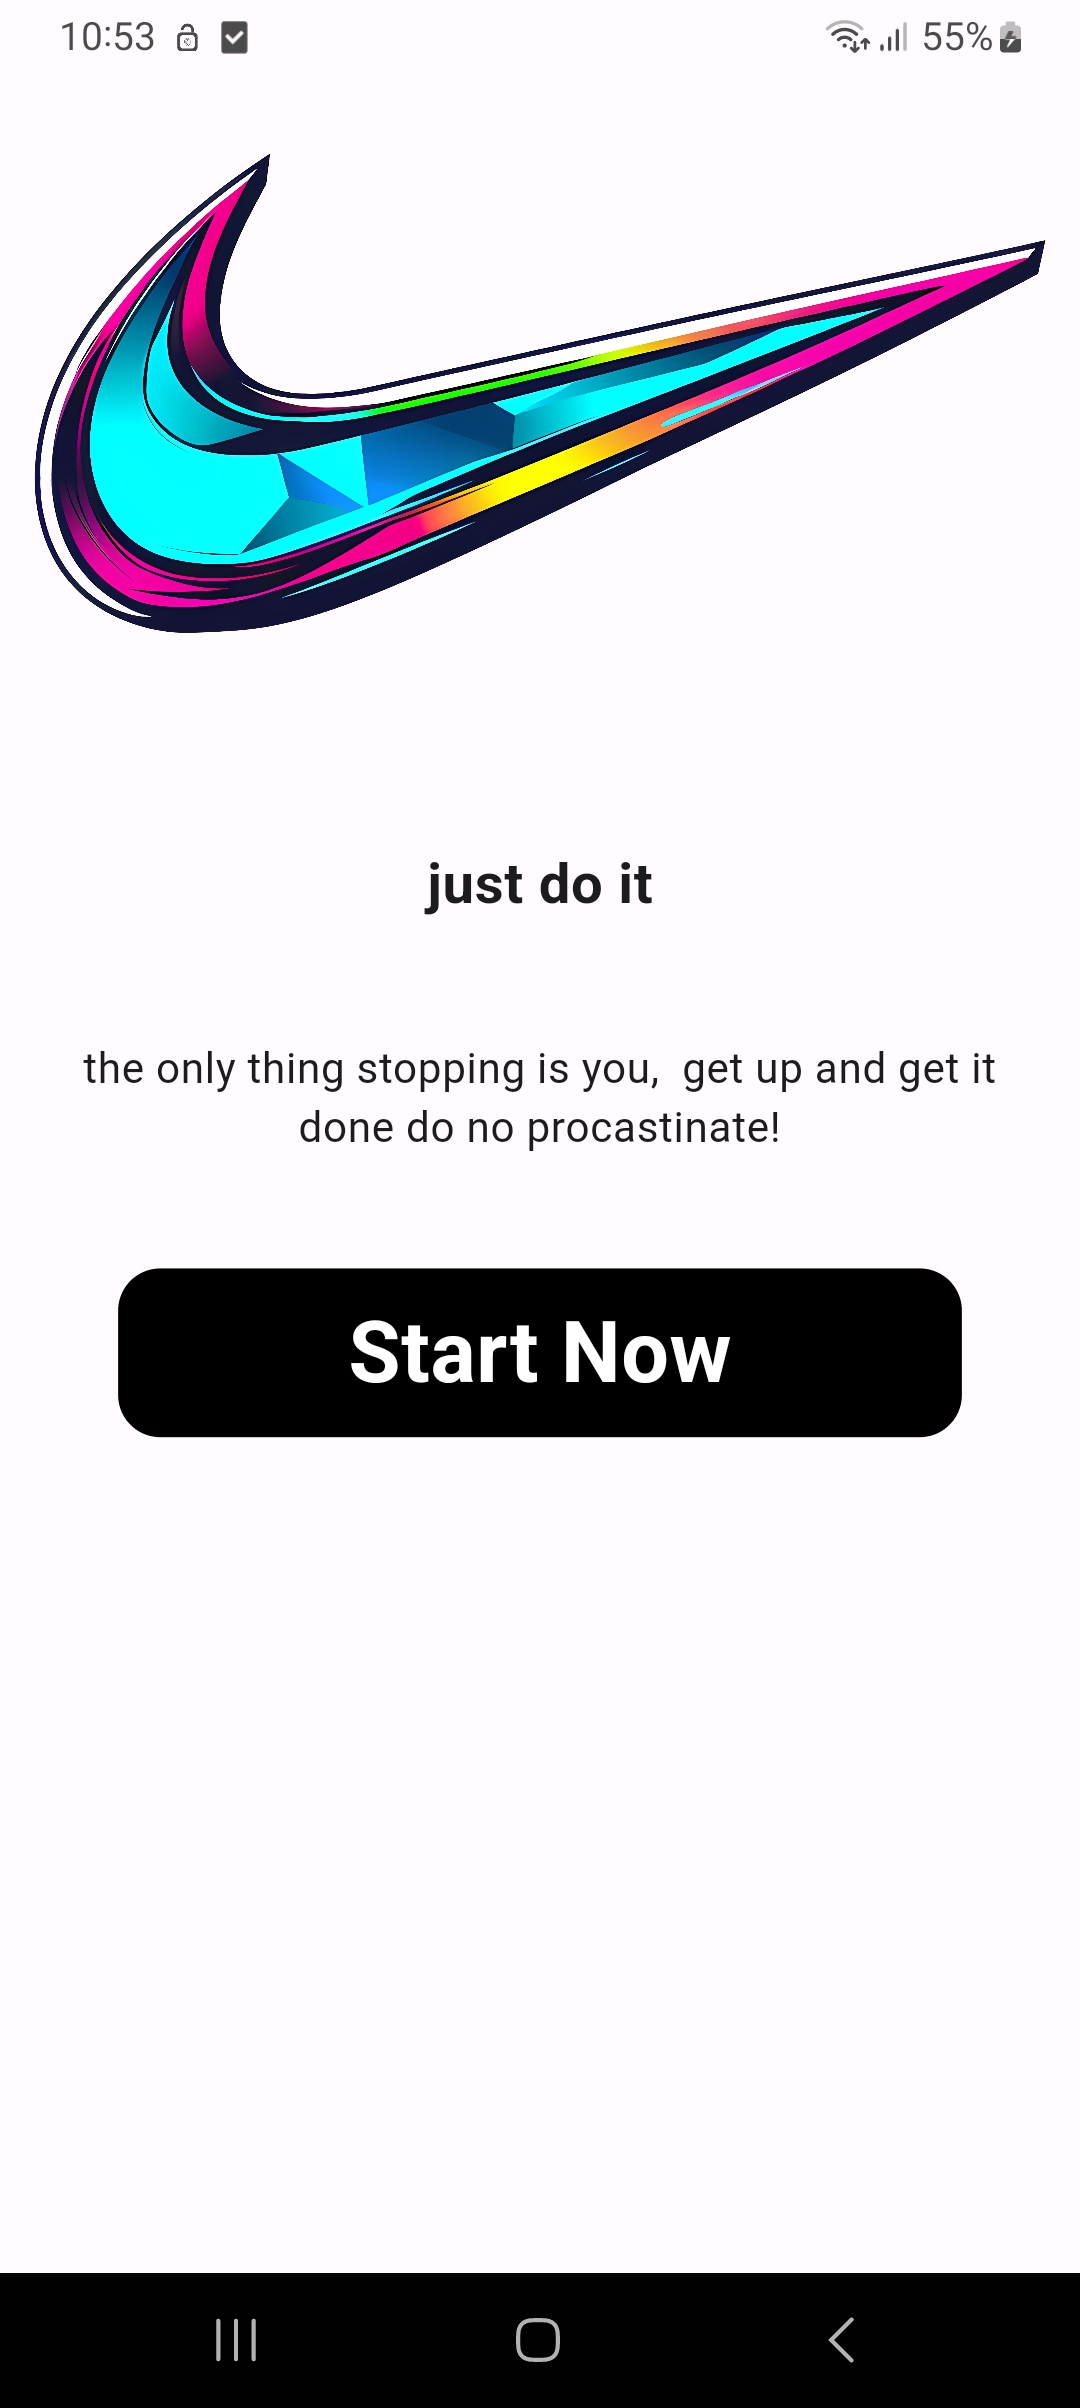 10:53 55%
just do it
the only thing stopping is you,  get up and get it
done do no procastinate!
Start Now